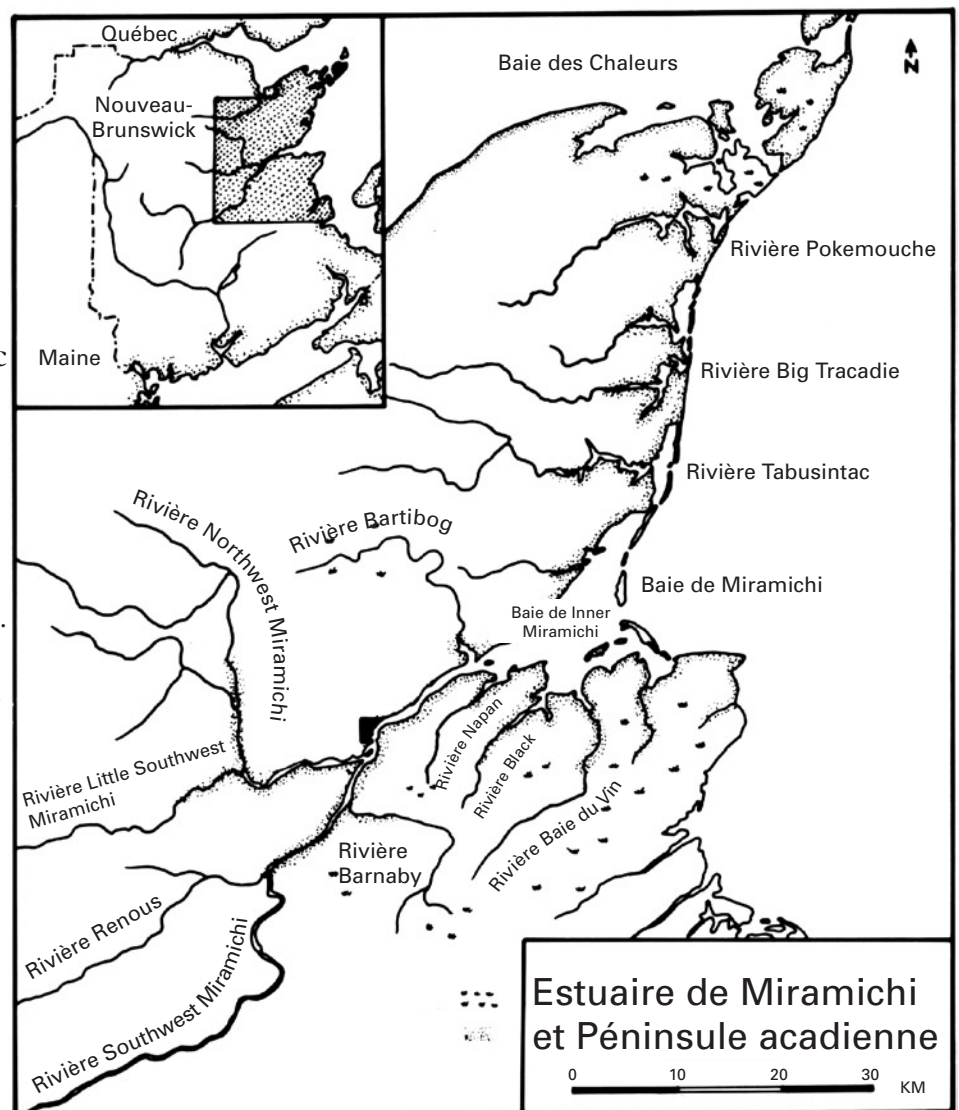 Québec
Nouveau-
Brunswick
Maine
Baie des Chaleurs
N
Rivière Pokemouche
Rivière Big Tracadie
Rivière Tabusintac
Rivière Northwest Miramichi
Rivière Bartibog
Baie de Miramichi
Baie de Inner
Miramichi
Rivière Napan
Rivière Black
Rivière Baie du Vin
Rivière Little Southwest
Miramichi
Rivière
Barnaby
Rivière Renous
Rivière Southwest Miramichi
Estuaire de Miramichi
et Péninsule acadienne
0 10 20 30
KM
c
.